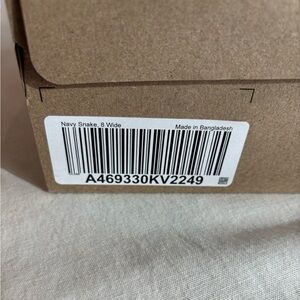 Navy Snake, 8 Wide Made in Bangladesh
A469330KV2249